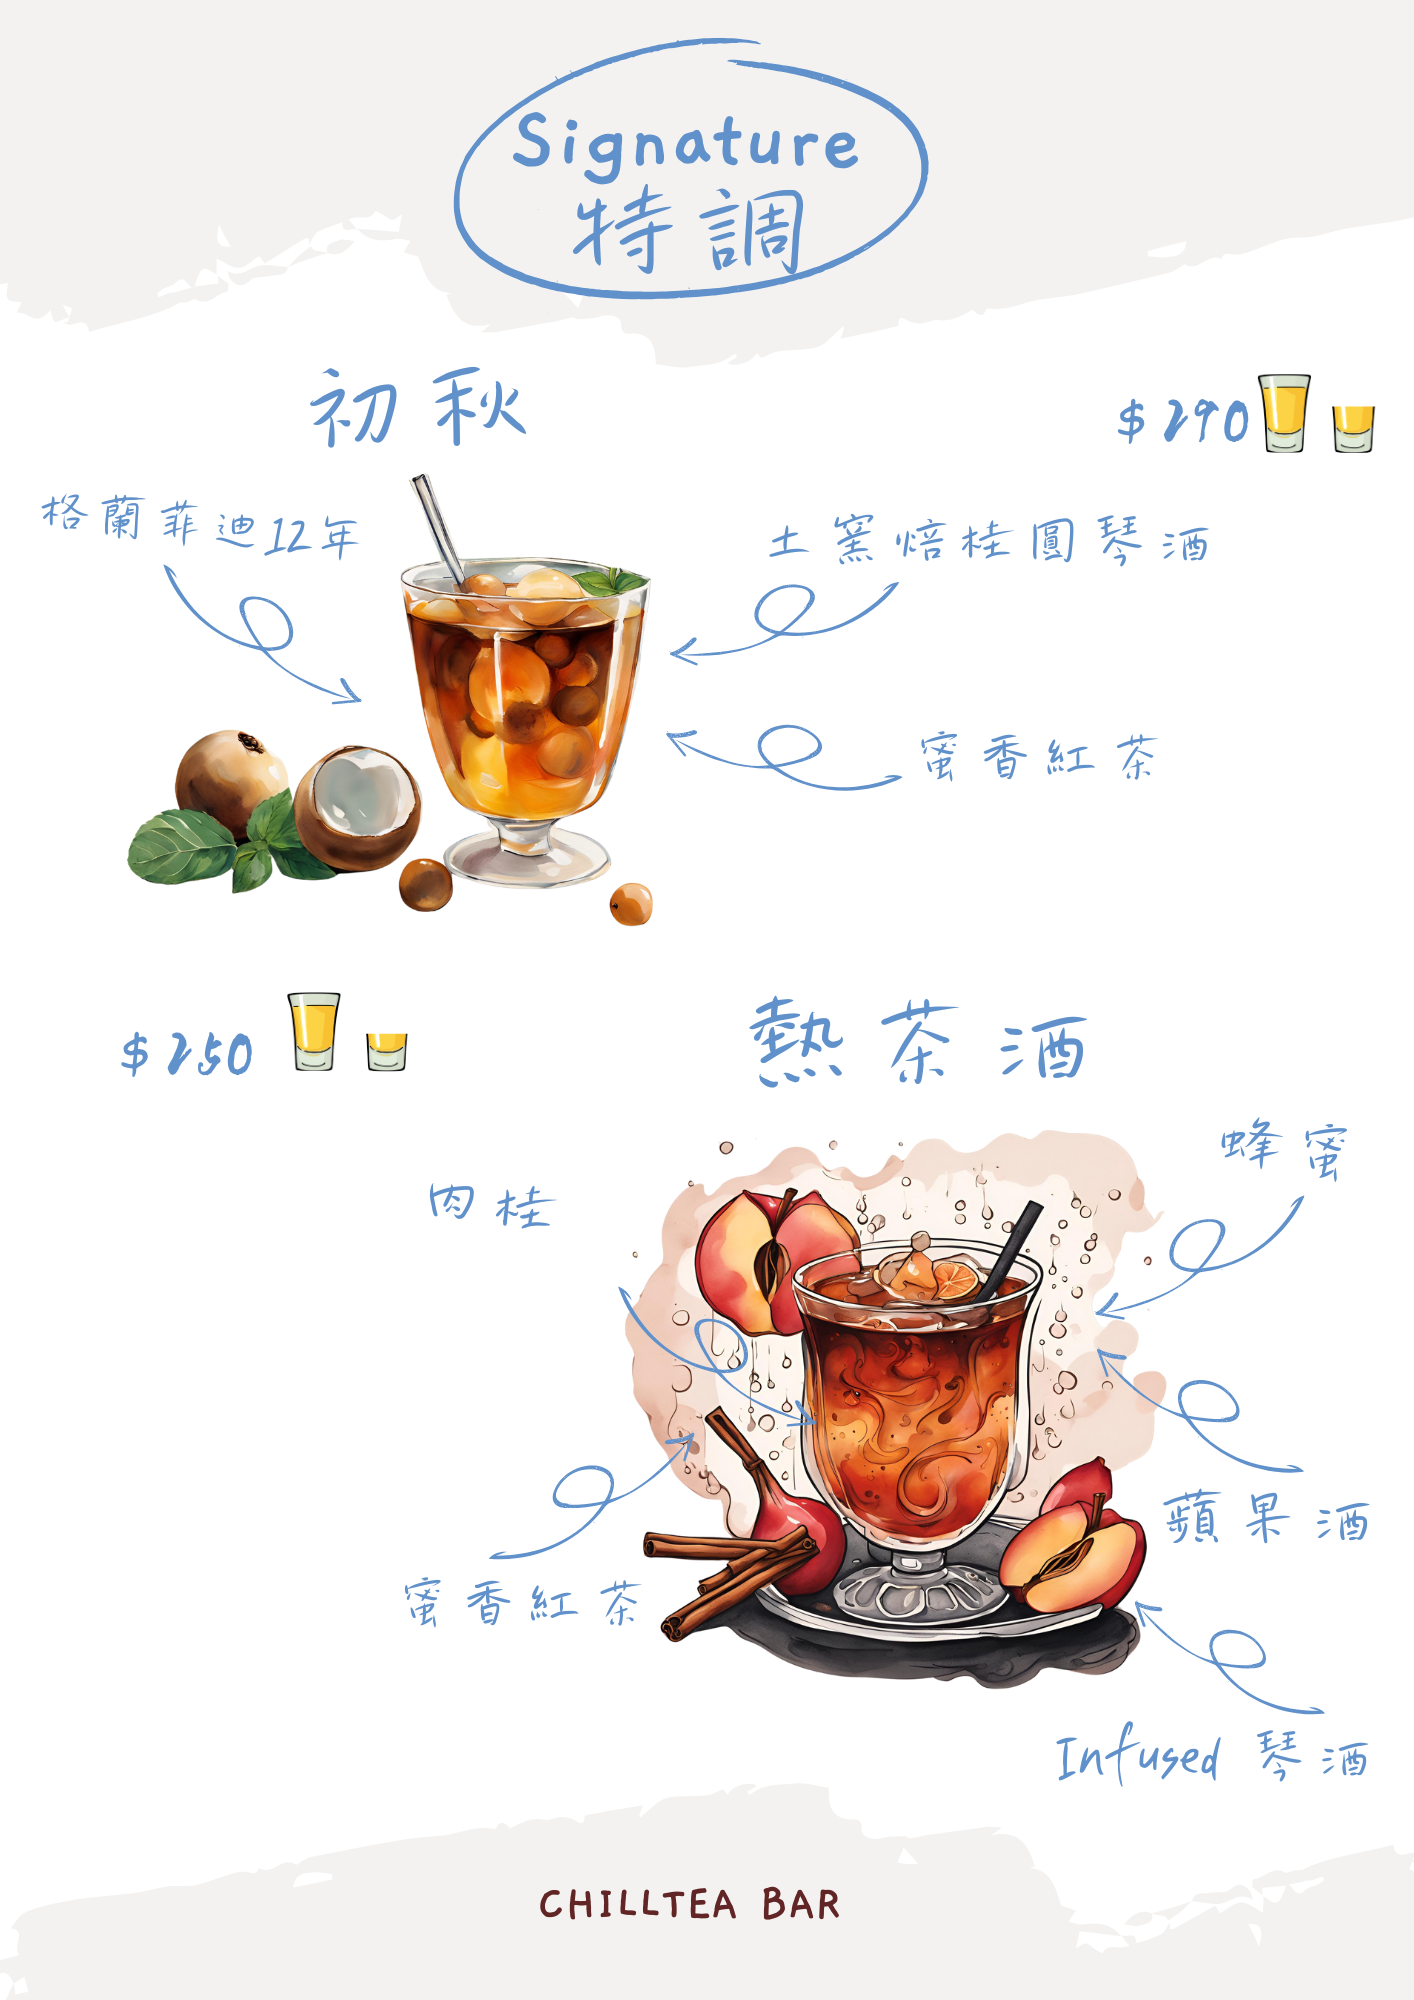 Signature
特調
初秋
$290
格蘭菲迪12年
土窯焙桂圓琴酒
蜜香紅茶
$250
熱茶酒
蜂蜜
肉桂
蘋果酒
蜜香紅茶
Infused 琴酒
CHILLTEA BAR